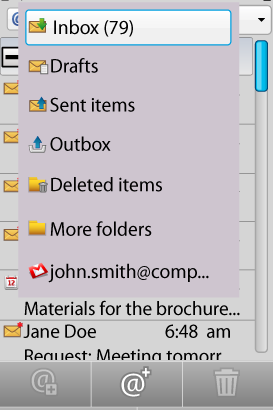 Inbox (79)
Drafts
Sent items
Outbox
Deleted items
More folders
john.smith@comp...
Materials for the brochure...
Jane Doe 6:48 am
Request: Meeting tomorr